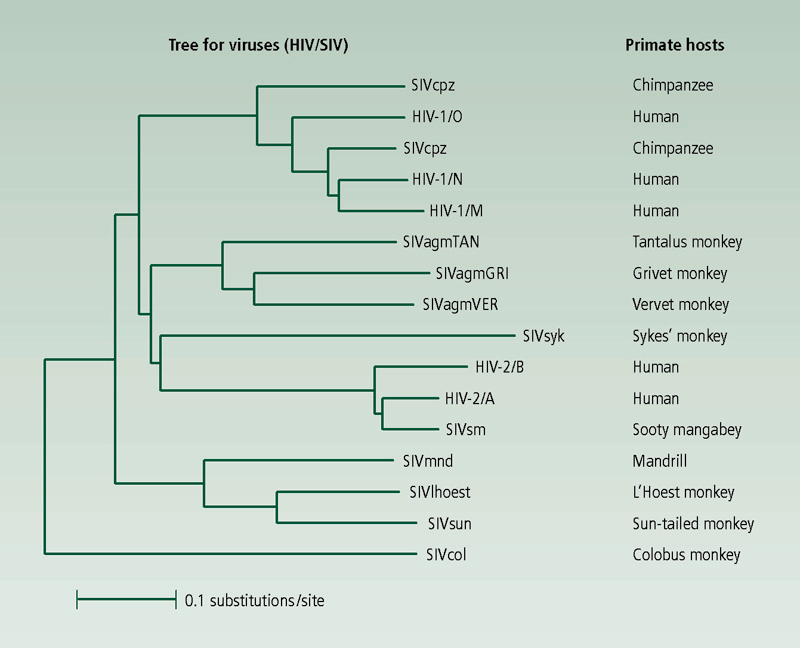 Tree for viruses (HIV/SIV) Primate hosts
SIVcpz Chimpanzee
HIV-1/O Human
SIVcpz Chimpanzee
HIV-1/N Human
HIV-1/M Human
SIVagmTAN Tantalus monkey
SIVagmGRI Grivet monkey
SIVagmVER Vervet monkey
SIVsyk Sykes’ monkey
HIV-2/B Human
HIV-2/A Human
SIVsm Sooty mangabey
SIVmnd Mandrill
SIVlhoest L’Hoest monkey
SIVsun Sun-tailed monkey
SIVcol Colobus monkey
0.1 substitutions/site